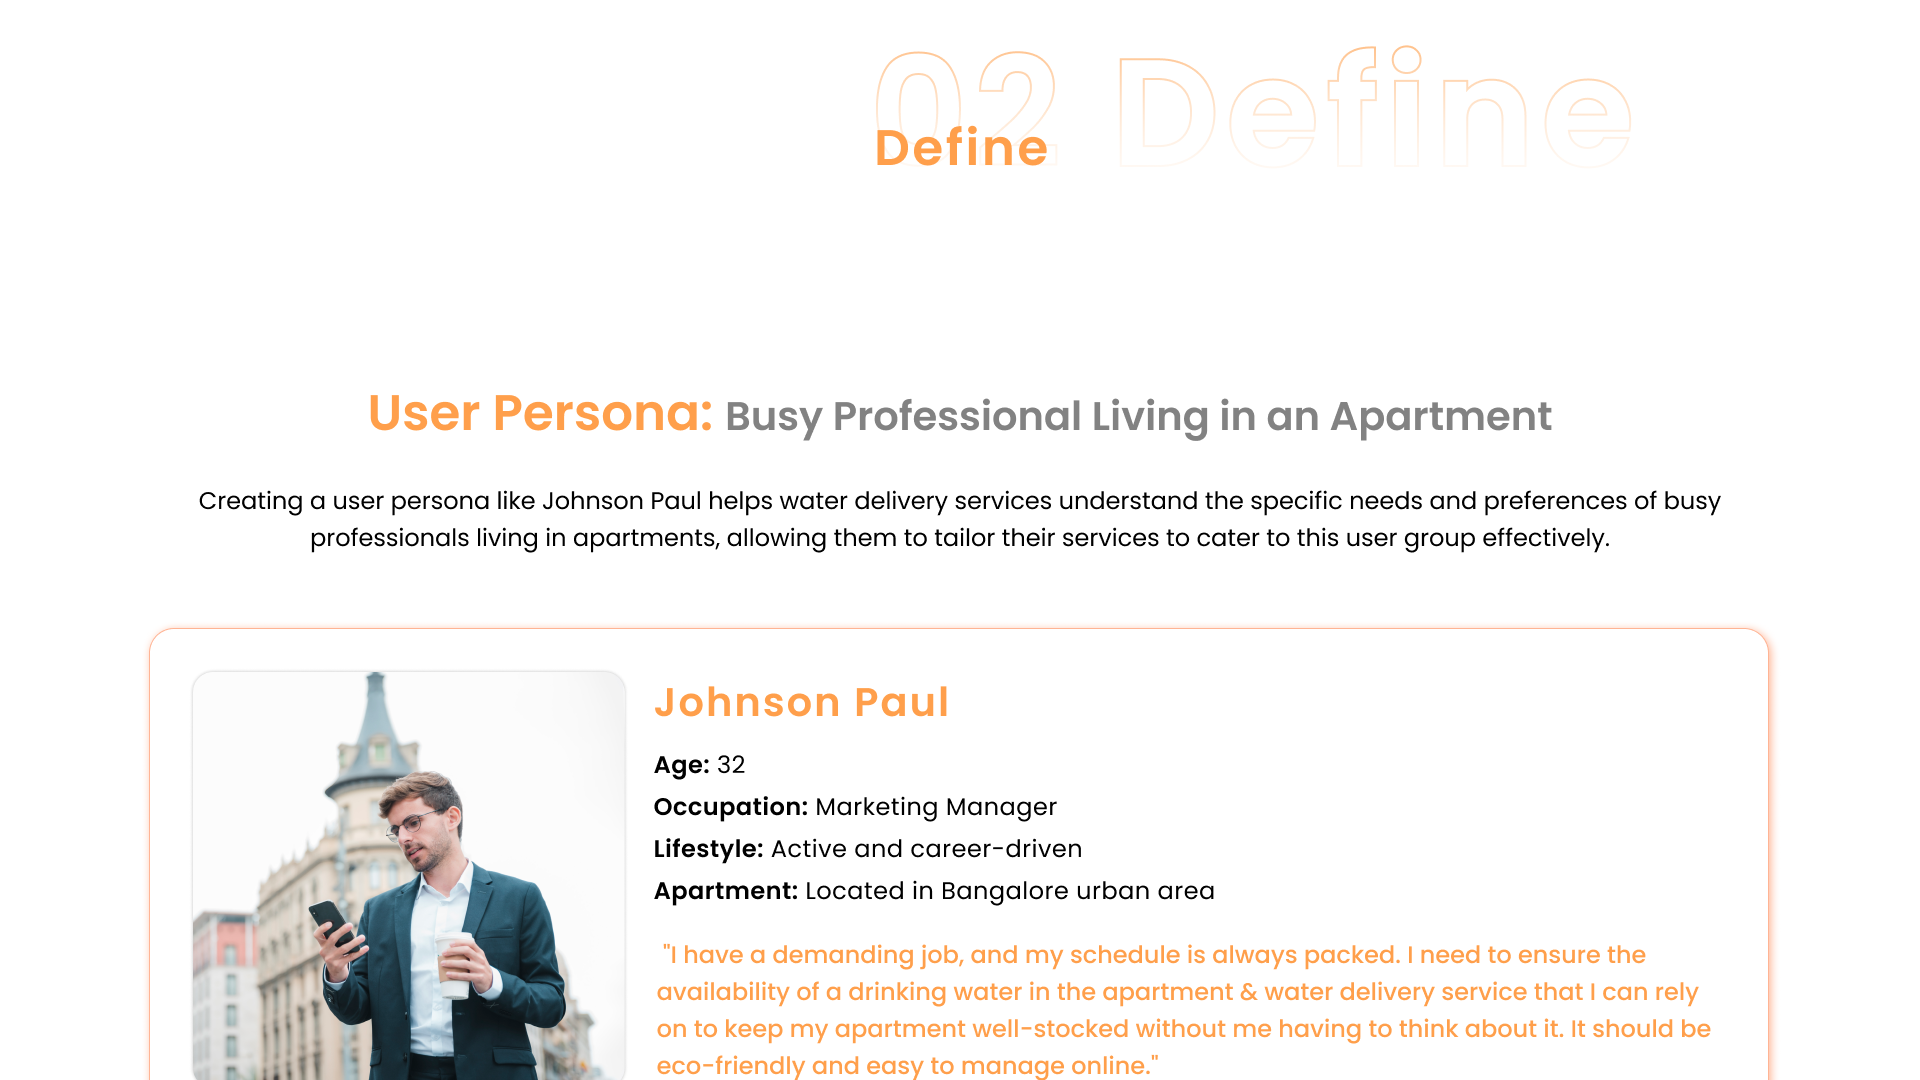 02 Define
Define
User Persona: Busy Professional Living in an Apartment
Creating a user persona like Johnson Paul helps water delivery services understand the specific needs and preferences of busy
professionals living in apartments, allowing them to tailor their services to cater to this user group effectively.
Johnson Paul
Age: 32
Occupation: Marketing Manager
Lifestyle: Active and career-driven
Apartment: Located in Bangalore urban area
"I have a demanding job, and my schedule is always packed. I need to ensure the
availability of a drinking water in the apartment & water delivery service that I can rely
on to keep my apartment well-stocked without me having to think about it. It should be
eco-friendly and easy to manage online."